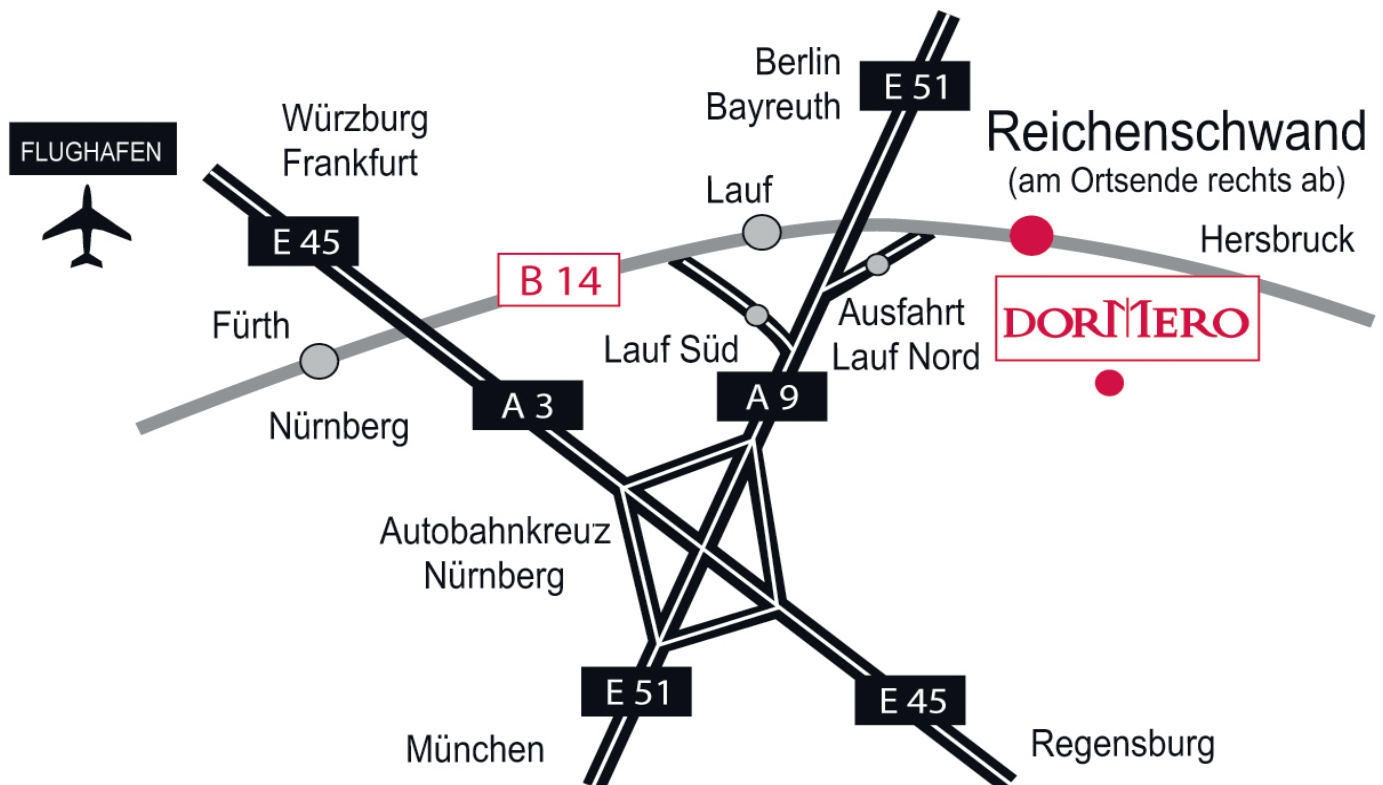 Berlin
Bayreuth
E 51
Würzburg
Frankfurt
FLUGHAFEN
Reichenschwand
(am Ortsende rechts ab)
Lauf
E 45
Hersbruck
B 14
Fürth
Ausfahrt
Lauf Nord
DORMERO
Lauf Süd
A 3
A 9
Nürnberg
Autobahnkreuz
Nürnberg
E 51
E 45
München
Regensburg